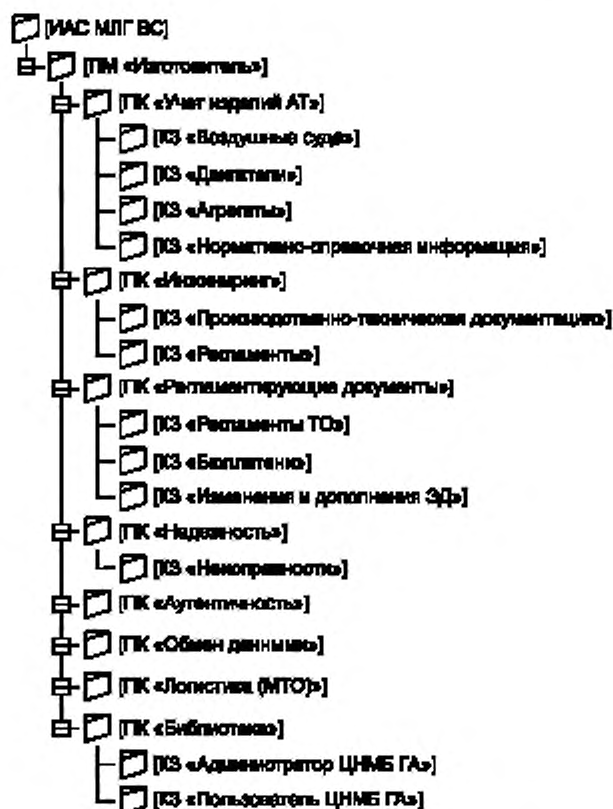 [ИАС МЛГ ВС]
[ПМ «Изготовитель»]
[ПК «Учет изделий АТ»]
[КЗ «Воздушные суда»]
[КЗ «Двигатели»]
[КЗ «Агрегаты»]
[КЗ «Нормативно-справочная информация»]
[ПК «Инжиниринг»]
[КЗ «Производственно-техническая документация»]
[КЗ «Регламенты»]
[ПК «Регламентирующие документы»]
[КЗ «Регламенты ТО»]
[КЗ «Бюллетени»]
[КЗ «Изменения и дополнения ЭД»]
[ПК «Надежность»]
[КЗ «Неисправности»]
[ПК «Аутентичность»]
[ПК «Обмен данными»]
[ПК «Логистика (МТО)»]
[ПК «Библиотека»]
[КЗ «Администратор ЦНМБ ГА»]
[КЗ «Пользователь ЦНМБ ГА»]